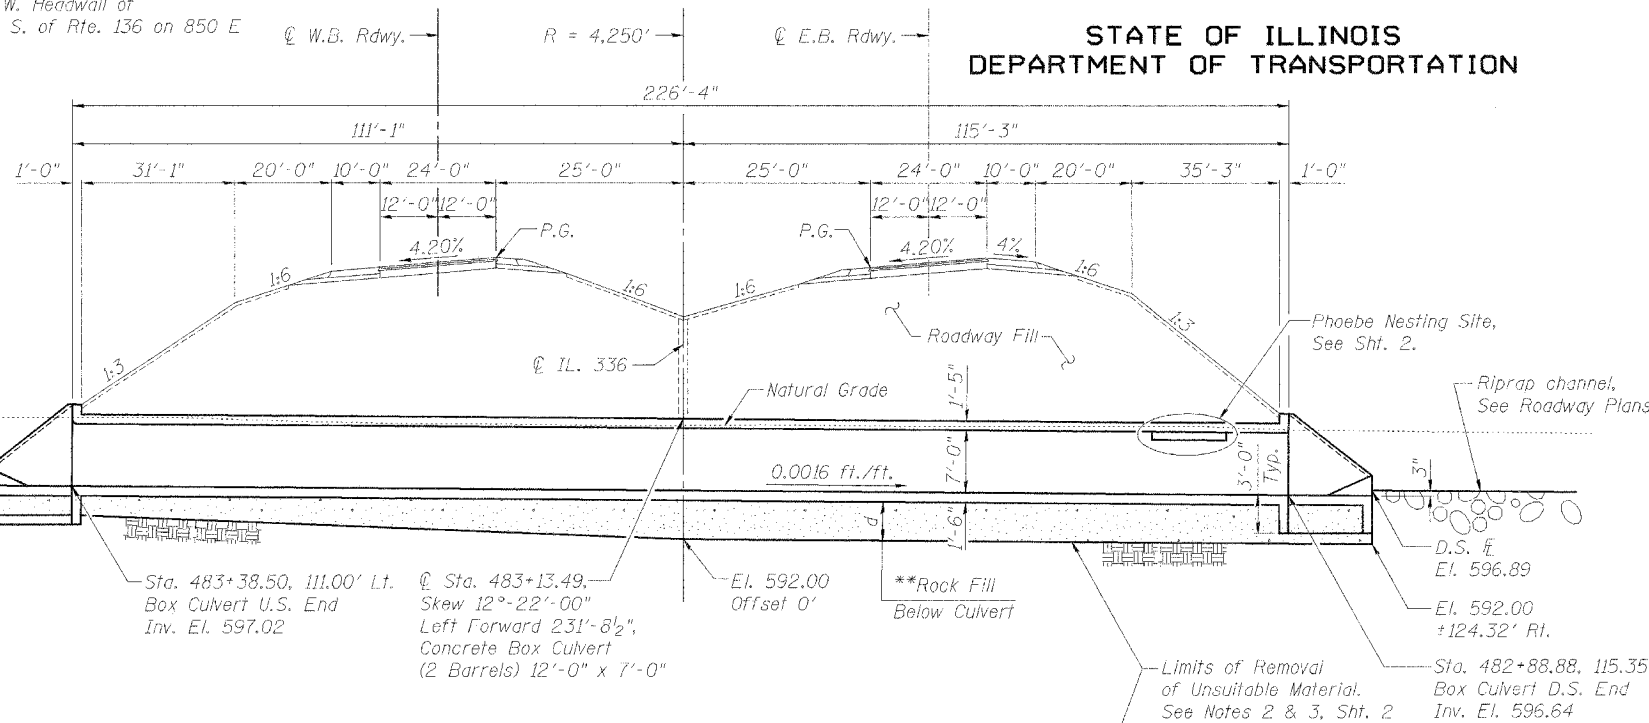 W. Headwall of
S. of Rte. 136 on 850 E
℄ W.B. Rdwy.
R = 4,250'
℄ E.B. Rdwy.
STATE OF ILLINOIS
DEPARTMENT OF TRANSPORTATION
226'-4"
111'-1"
115'-3"
1'-0"
31'-1"
20'-0"
10'-0"
24'-0"
25'-0"
25'-0"
24'-0"
10'-0"
20'-0"
35'-3"
1'-0"
12'-0"
12'-0"
12'-0"
12'-0"
P.G.
P.G.
4.20%
4.20%
4%
1:6
1:6
1:6
1:6
1:3
1:3
Roadway Fill
Phoebe Nesting Site,
See Sht. 2.
℄ IL. 336
Natural Grade
1'-5"
Riprap channel,
See Roadway Plans
0.0016 ft./ft.
7'-0"
3'-0"
Typ.
3"
d
1'-6"
D.S. ℄
El. 596.89
Sta. 483+38.50, 111.00' Lt.
Box Culvert U.S. End
Inv. El. 597.02
℄ Sta. 483+13.49,
Skew 12°-22'-00"
Left Forward 231'-8½",
Concrete Box Culvert
(2 Barrels) 12'-0" x 7'-0"
El. 592.00
Offset 0'
**Rock Fill
Below Culvert
El. 592.00
±124.32' Rt.
Limits of Removal
of Unsuitable Material.
See Notes 2 & 3, Sht. 2
Sta. 482+88.88, 115.35
Box Culvert D.S. End
Inv. El. 596.64